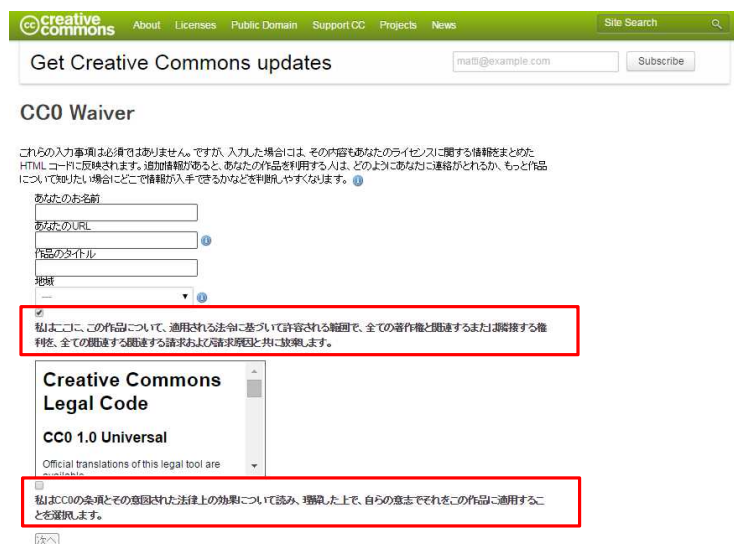 creative commons About Licenses Public Domain Support CC Projects News Site Search
Get Creative Commons updates matti@example.com Subscribe
CC0 Waiver
これらの入力事項は必須ではありません。ですが、入力した場合には、その内容もあなたのライセンスに関する情報をまとめた
HTML コードに反映されます。追加情報があると、あなたの作品を利用する人は、どのようにあなたに連絡がとれるか、もっと作品
について知りたい場合にどこで情報が入手できるかなどを判断しやすくなります。
あなたのお名前
あなたのURL
作品のタイトル
地域
---
私はここに、この作品について、適用される法令に基づいて許容される範囲で、全ての著作権と関連するまたは隣接する権
利を、全ての関連する関連する請求および請求原因と共に放棄します。
Creative Commons
Legal Code
CC0 1.0 Universal
Official translations of this legal tool are
available
私はCC0の条項とその意図された法律上の効果について読み、理解した上で、自らの意志でそれをこの作品に適用するこ
とを選択します。
次へ